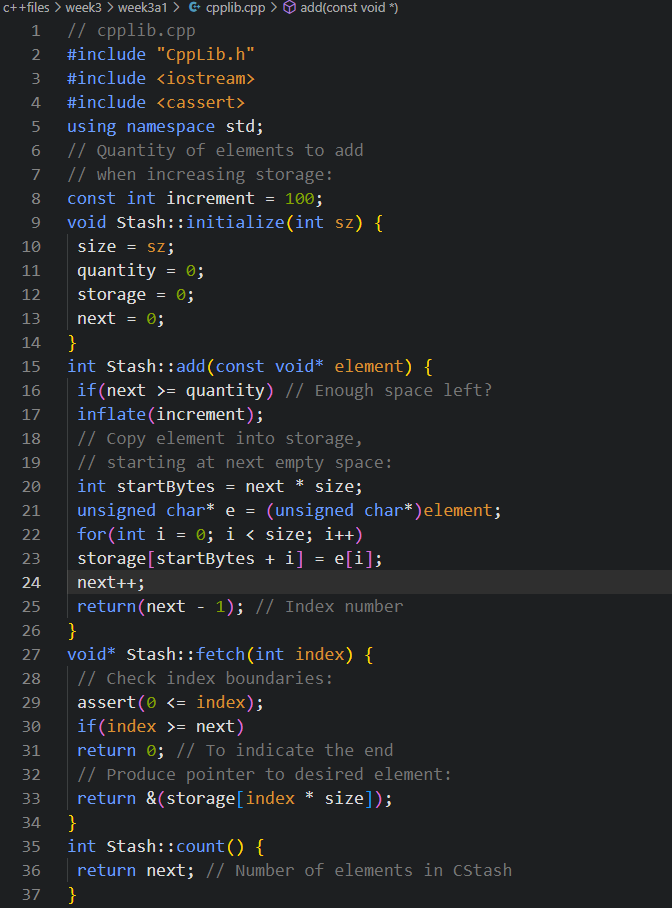 c++files > week3 > week3a1 > cpplib.cpp > add(const void *)
1 // cpplib.cpp
2 #include "CppLib.h"
3 #include <iostream>
4 #include <cassert>
5 using namespace std;
6 // Quantity of elements to add
7 // when increasing storage:
8 const int increment = 100;
9 void Stash::initialize(int sz) {
10 size = sz;
11 quantity = 0;
12 storage = 0;
13 next = 0;
14 }
15 int Stash::add(const void* element) {
16 if(next >= quantity) // Enough space left?
17 inflate(increment);
18 // Copy element into storage,
19 // starting at next empty space:
20 int startBytes = next * size;
21 unsigned char* e = (unsigned char*)element;
22 for(int i = 0; i < size; i++)
23 storage[startBytes + i] = e[i];
24 next++;
25 return(next - 1); // Index number
26 }
27 void* Stash::fetch(int index) {
28 // Check index boundaries:
29 assert(0 <= index);
30 if(index >= next)
31 return 0; // To indicate the end
32 // Produce pointer to desired element:
33 return &(storage[index * size]);
34 }
35 int Stash::count() {
36 return next; // Number of elements in CStash
37 }